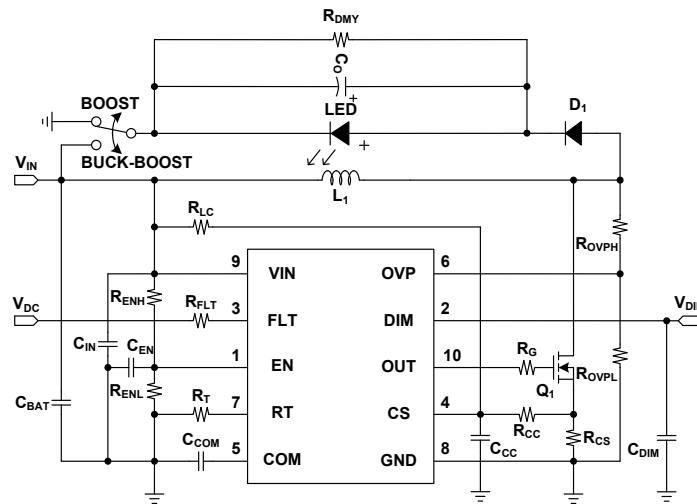 RDMY
CO
+
BOOST
LED
D1
+
BUCK-BOOST
VIN
L1
RLC
ROVPH
9 VIN OVP 6
RENH
VDC
RFLT
3 FLT DIM 2
VDI
CIN
CEN
1 EN OUT 10
RG
Q1
ROVPL
RENL
CBAT
RT
7 RT CS 4
RCC
RCS
CCOM
CCC
CDIM
5 COM GND 8